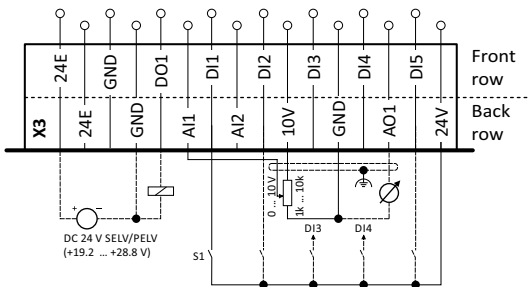 24E GND DO1 DI1 DI2 DI3 DI4 DI5
Front
row
X3 24E GND AI1 AI2 10V GND AO1 24V
Back
row
0 ... 10 V
1k ... 10k
+ −
DC 24 V SELV/PELV
(+19.2 ... +28.8 V)
DI3 DI4
S1